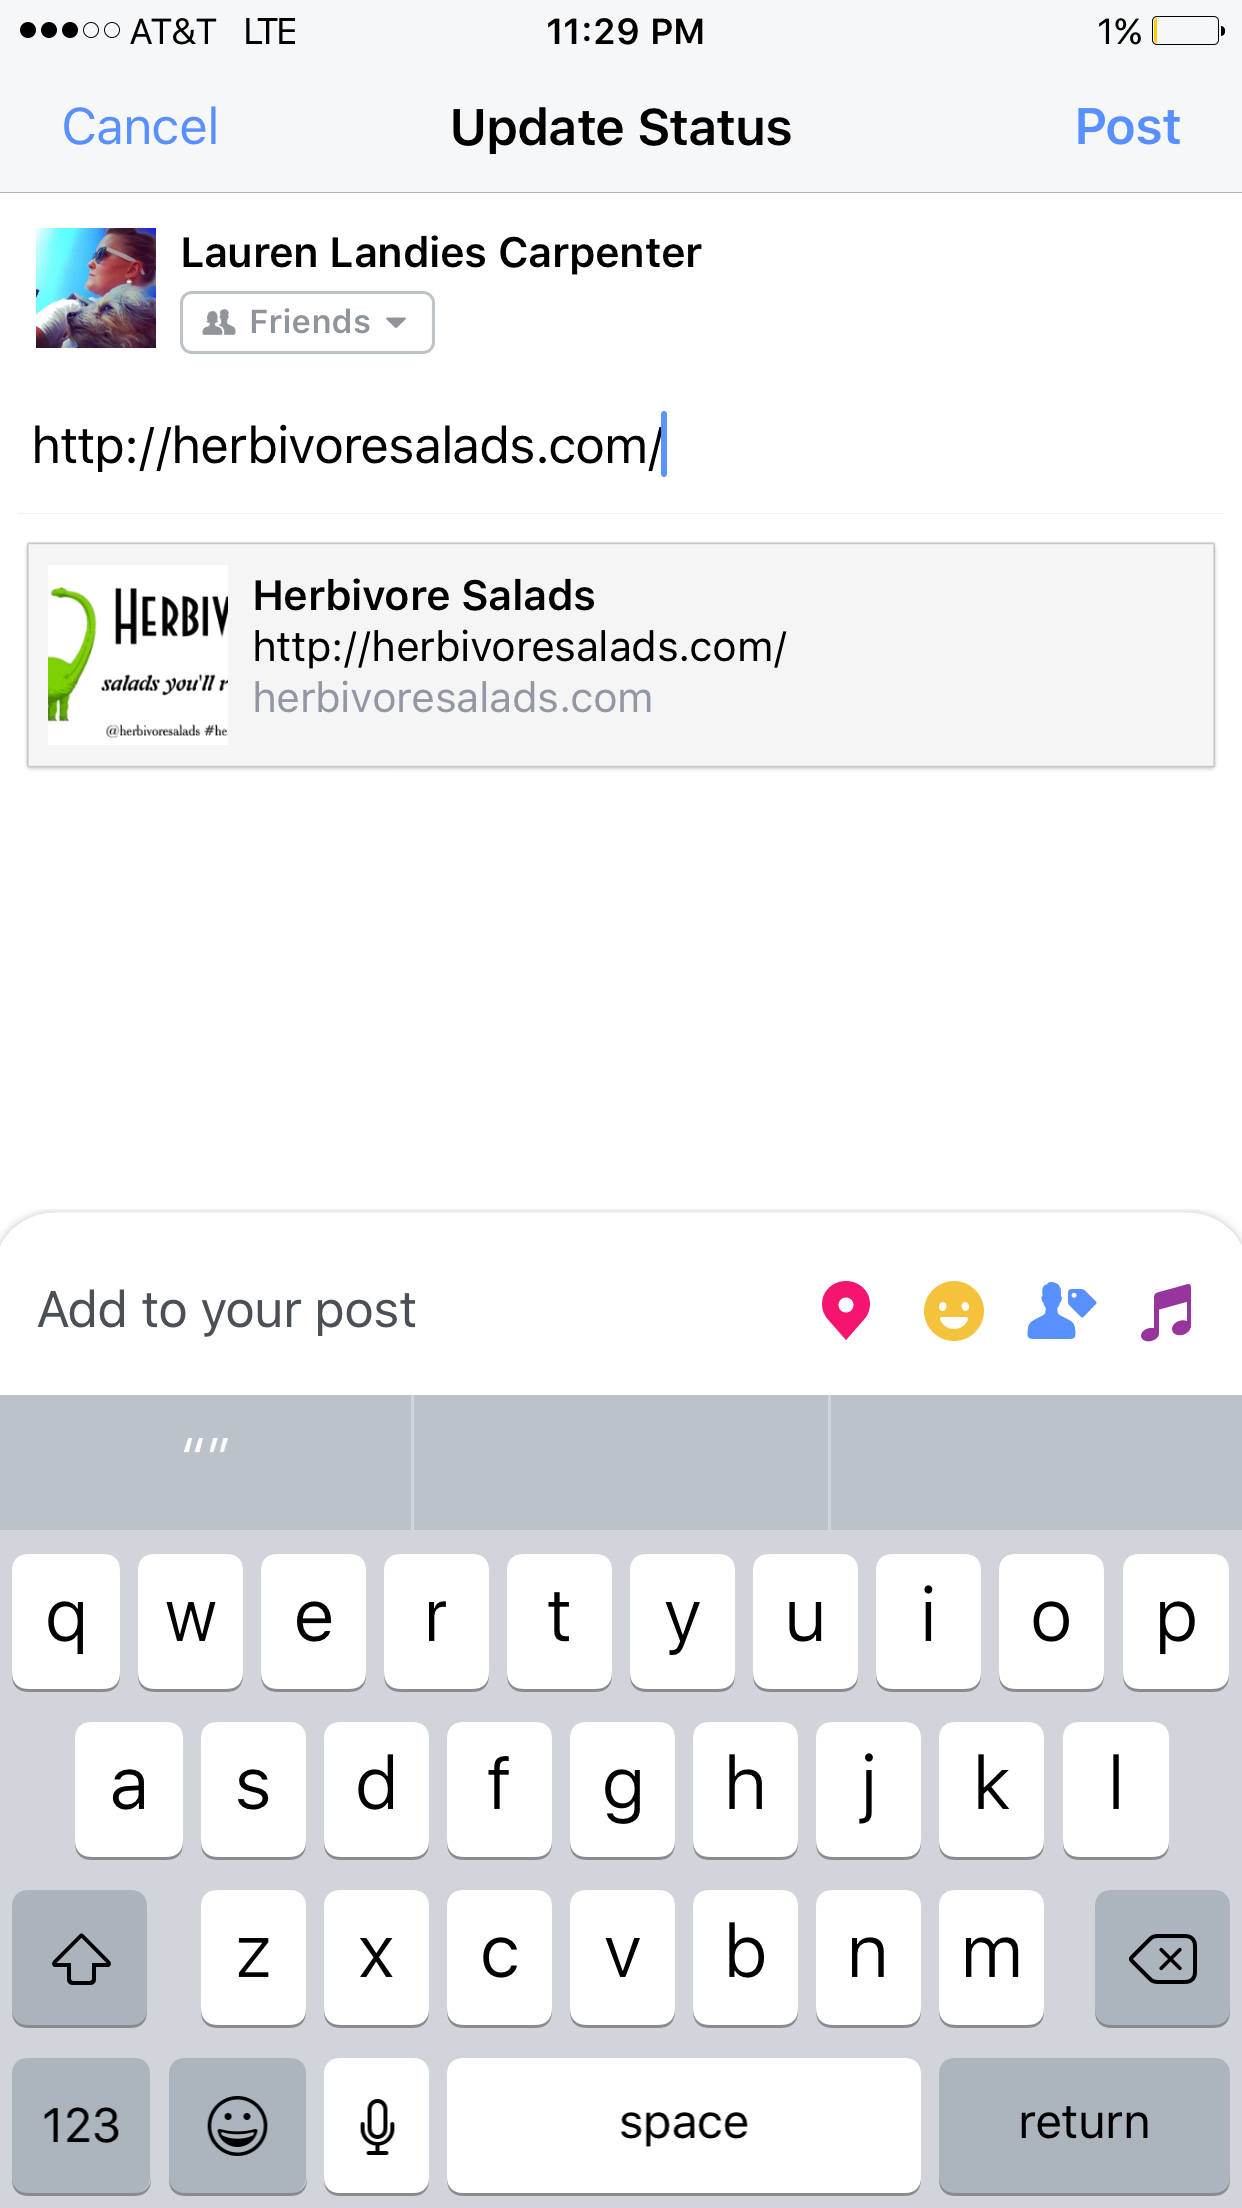 AT&T LTE 11:29 PM 1%
Cancel Update Status Post
Lauren Landies Carpenter
Friends
http://herbivoresalads.com/
HERBIV
salads you'll r
@herbivoresalads #he
Herbivore Salads
http://herbivoresalads.com/
herbivoresalads.com
Add to your post
“”
q w e r t y u i o p
a s d f g h j k l
z x c v b n m
123 space return